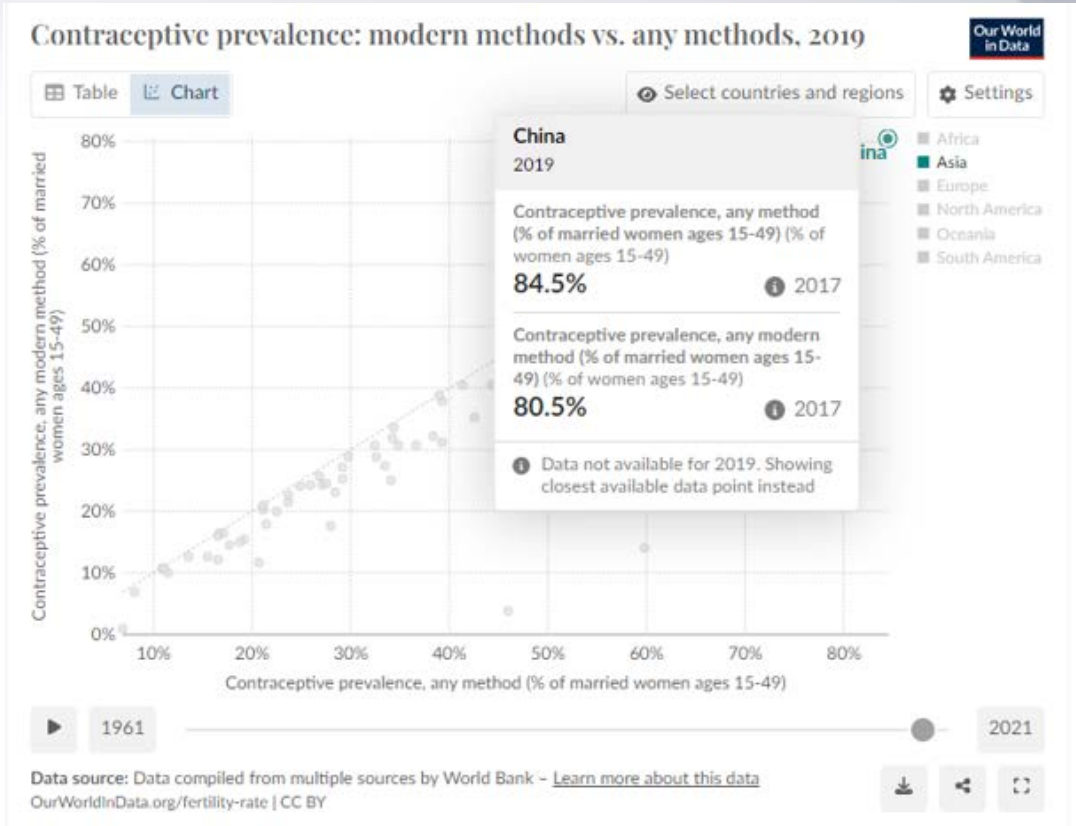 Contraceptive prevalence: modern methods vs. any methods, 2019
Our World
in Data
Table
Chart
Select countries and regions
Settings
Contraceptive prevalence, any modern method (% of married
women ages 15-49)
80%
70%
60%
50%
40%
30%
20%
10%
0%
China
2019
Contraceptive prevalence, any method
(% of married women ages 15-49) (% of
women ages 15-49)
84.5%
2017
Contraceptive prevalence, any modern
method (% of married women ages 15-
49) (% of women ages 15-49)
80.5%
2017
Data not available for 2019. Showing
closest available data point instead
ina
Africa
Asia
Europe
North America
Oceania
South America
10%
20%
30%
40%
50%
60%
70%
80%
Contraceptive prevalence, any method (% of married women ages 15-49)
1961
2021
Data source: Data compiled from multiple sources by World Bank – Learn more about this data
OurWorldInData.org/fertility-rate | CC BY